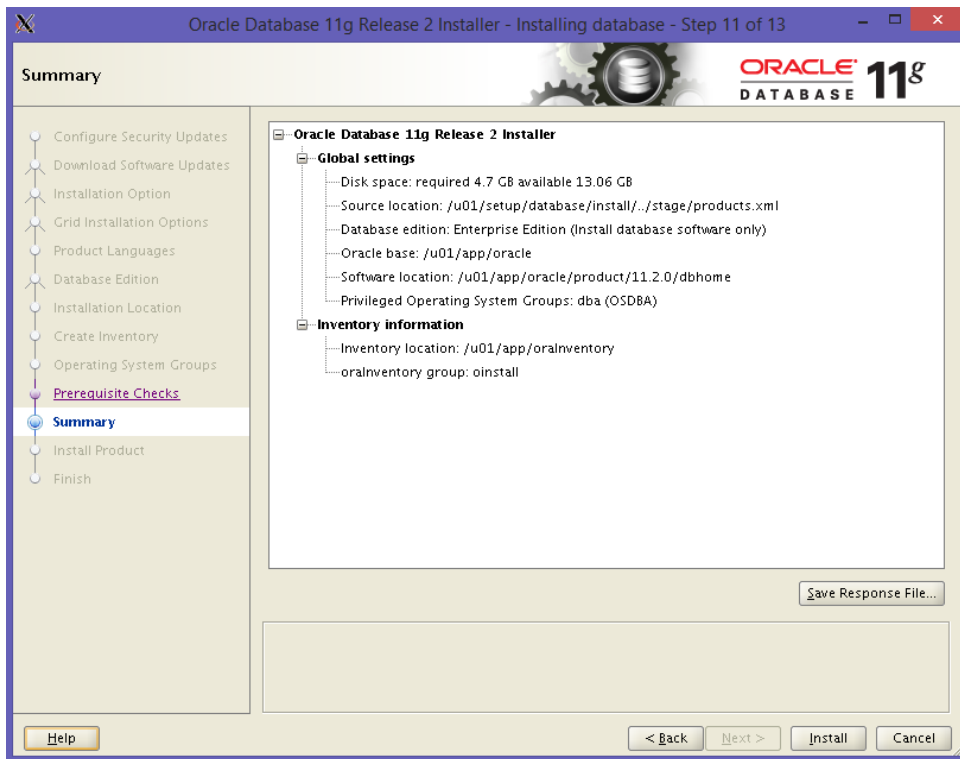 Oracle Database 11g Release 2 Installer - Installing database - Step 11 of 13
Summary
ORACLE 11g
DATABASE
Configure Security Updates
Download Software Updates
Installation Option
Grid Installation Options
Product Languages
Database Edition
Installation Location
Create Inventory
Operating System Groups
Prerequisite Checks
Summary
Install Product
Finish
Oracle Database 11g Release 2 Installer
Global settings
Disk space: required 4.7 GB available 13.06 GB
Source location: /u01/setup/database/install/../stage/products.xml
Database edition: Enterprise Edition (Install database software only)
Oracle base: /u01/app/oracle
Software location: /u01/app/oracle/product/11.2.0/dbhome
Privileged Operating System Groups: dba (OSDBA)
Inventory information
Inventory location: /u01/app/oraInventory
oraInventory group: oinstall
Save Response File...
Help
< Back
Next >
Install
Cancel